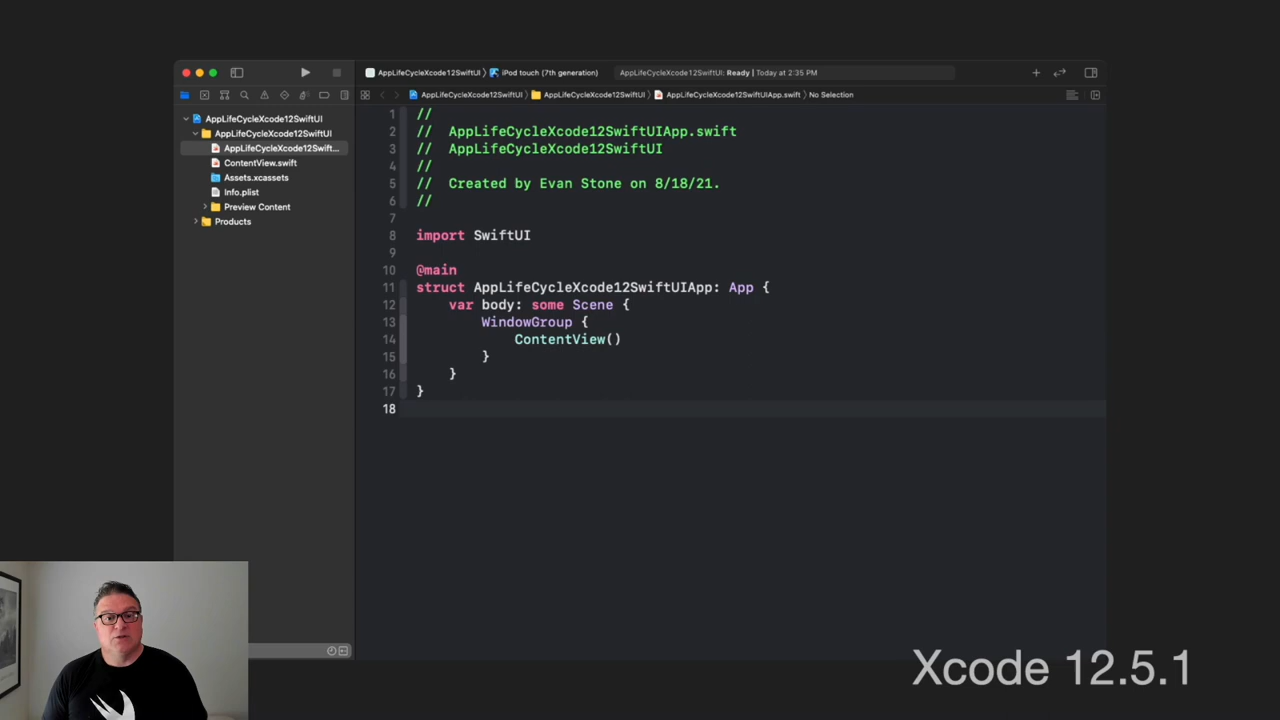 AppLifeCycleXcode12SwiftUI
iPod touch (7th generation)
AppLifeCycleXcode12SwiftUI: Ready | Today at 2:35 PM
AppLifeCycleXcode12SwiftUI
AppLifeCycleXcode12SwiftUI
AppLifeCycleXcode12SwiftUIApp.swift
No Selection
AppLifeCycleXcode12SwiftUI
AppLifeCycleXcode12SwiftUI
AppLifeCycleXcode12Swift...
ContentView.swift
Assets.xcassets
Info.plist
Preview Content
Products
1 //
2 // AppLifeCycleXcode12SwiftUIApp.swift
3 // AppLifeCycleXcode12SwiftUI
4 //
5 // Created by Evan Stone on 8/18/21.
6 //
7
8 import SwiftUI
9
10 @main
11 struct AppLifeCycleXcode12SwiftUIApp: App {
12 var body: some Scene {
13 WindowGroup {
14 ContentView()
15 }
16 }
17 }
18
Xcode 12.5.1